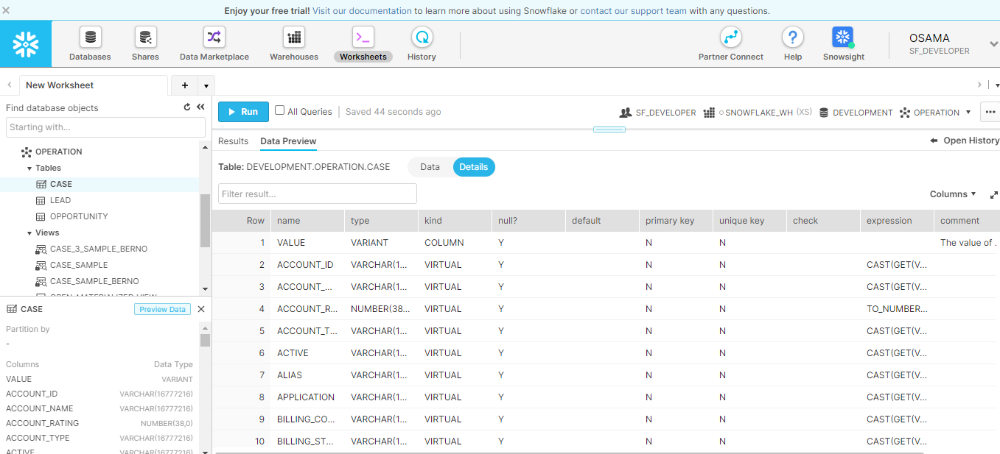 Enjoy your free trial! Visit our documentation to learn more about using Snowflake or contact our support team with any questions.
Databases Shares Data Marketplace Warehouses Worksheets History Partner Connect Help Snowsight
OSAMA
SF_DEVELOPER
New Worksheet
Find database objects
Starting with...
OPERATION
Tables
CASE
LEAD
OPPORTUNITY
Views
CASE_3_SAMPLE_BERNO
CASE_SAMPLE
CASE_SAMPLE_BERNO
CASE Preview Data
Partition by
-
Columns Data Type
VALUE VARIANT
ACCOUNT_ID VARCHAR(16777216)
ACCOUNT_NAME VARCHAR(16777216)
ACCOUNT_RATING NUMBER(38,0)
ACCOUNT_TYPE VARCHAR(16777216)
ACTIVE VARCHAR(16777216)
Run All Queries Saved 44 seconds ago SF_DEVELOPER SNOWFLAKE_WH (XS) DEVELOPMENT OPERATION
Results Data Preview Open History
Table: DEVELOPMENT.OPERATION.CASE Data Details
Filter result... Columns
Row name type kind null? default primary key unique key check expression comment
1 VALUE VARIANT COLUMN Y N N The value of .
2 ACCOUNT_ID VARCHAR(1... VIRTUAL Y N N CAST(GET(V...
3 ACCOUNT_... VARCHAR(1... VIRTUAL Y N N CAST(GET(V...
4 ACCOUNT_R... NUMBER(38... VIRTUAL Y N N TO_NUMBER...
5 ACCOUNT_T... VARCHAR(1... VIRTUAL Y N N CAST(GET(V...
6 ACTIVE VARCHAR(1... VIRTUAL Y N N CAST(GET(V...
7 ALIAS VARCHAR(1... VIRTUAL Y N N CAST(GET(V...
8 APPLICATION VARCHAR(1... VIRTUAL Y N N CAST(GET(V...
9 BILLING_CO... VARCHAR(1... VIRTUAL Y N N CAST(GET(V...
10 BILLING_ST... VARCHAR(1... VIRTUAL Y N N CAST(GET(V...